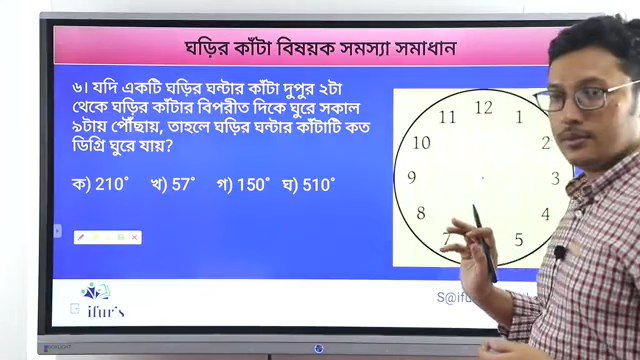 ঘড়ির কাঁটা বিষয়ক সমস্যা সমাধান
৬। যদি একটি ঘড়ির ঘন্টার কাঁটা দুপুর ২টা
থেকে ঘড়ির কাঁটার বিপরীত দিকে ঘুরে সকাল
৯টায় পৌঁছায়, তাহলে ঘড়ির ঘন্টার কাঁটাটি কত
ডিগ্রি ঘুরে যায়?
ক) 210° খ) 57° গ) 150° ঘ) 510°
12
11 1
10 2
9 3
8 4
7 5
ifur's
S@ifu